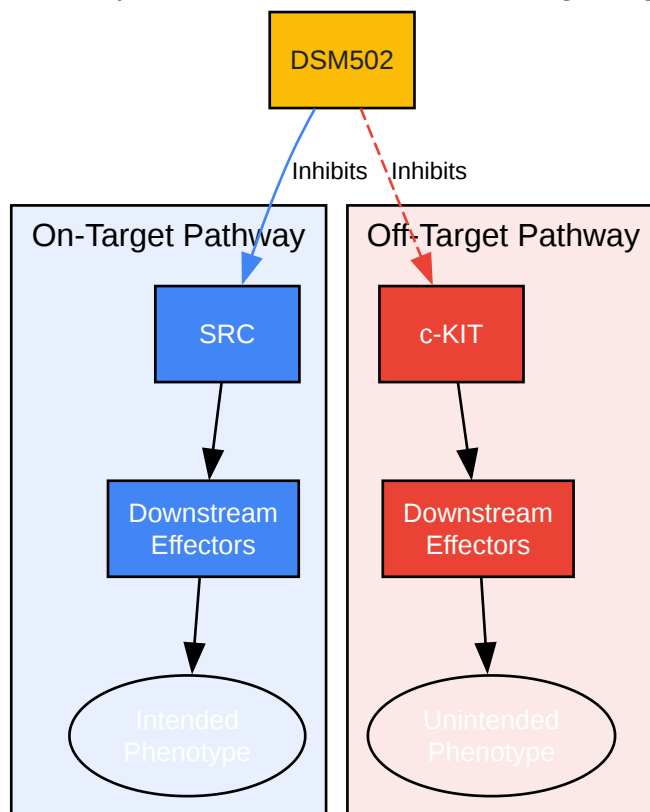 DSM502
Inhibits
Inhibits
On-Target Pathway
Off-Target Pathway
SRC
c-KIT
Downstream
Effectors
Downstream
Effectors
Intended
Phenotype
Unintended
Phenotype